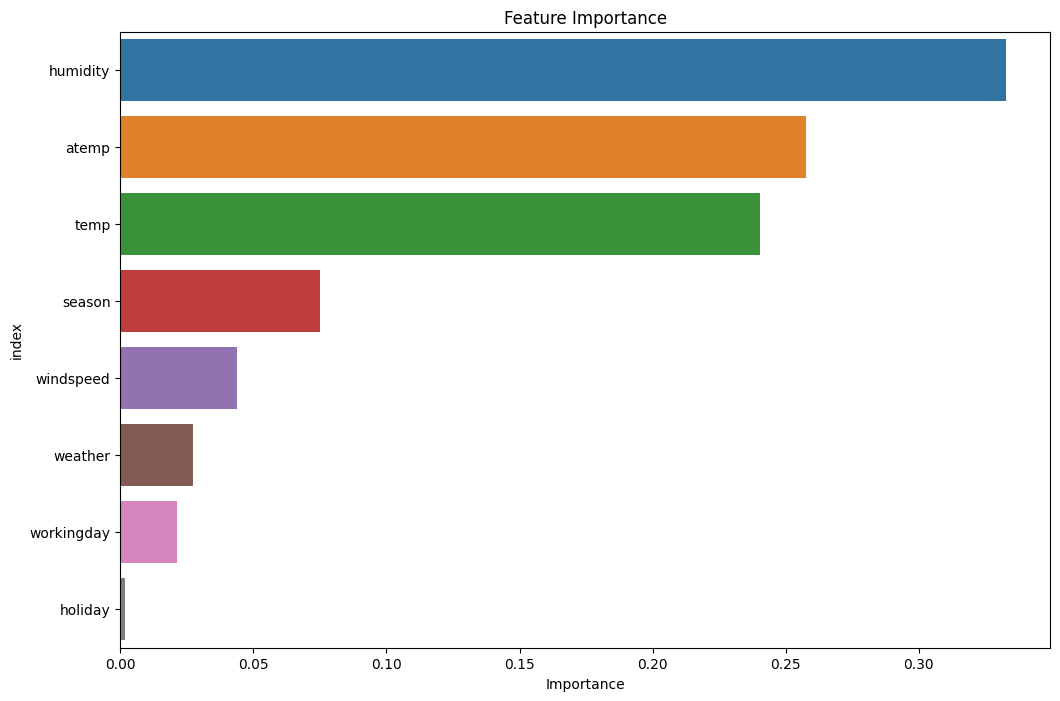 Feature Importance
humidity
atemp
temp
season
windspeed
weather
workingday
holiday
index
0.00 0.05 0.10 0.15 0.20 0.25 0.30
Importance